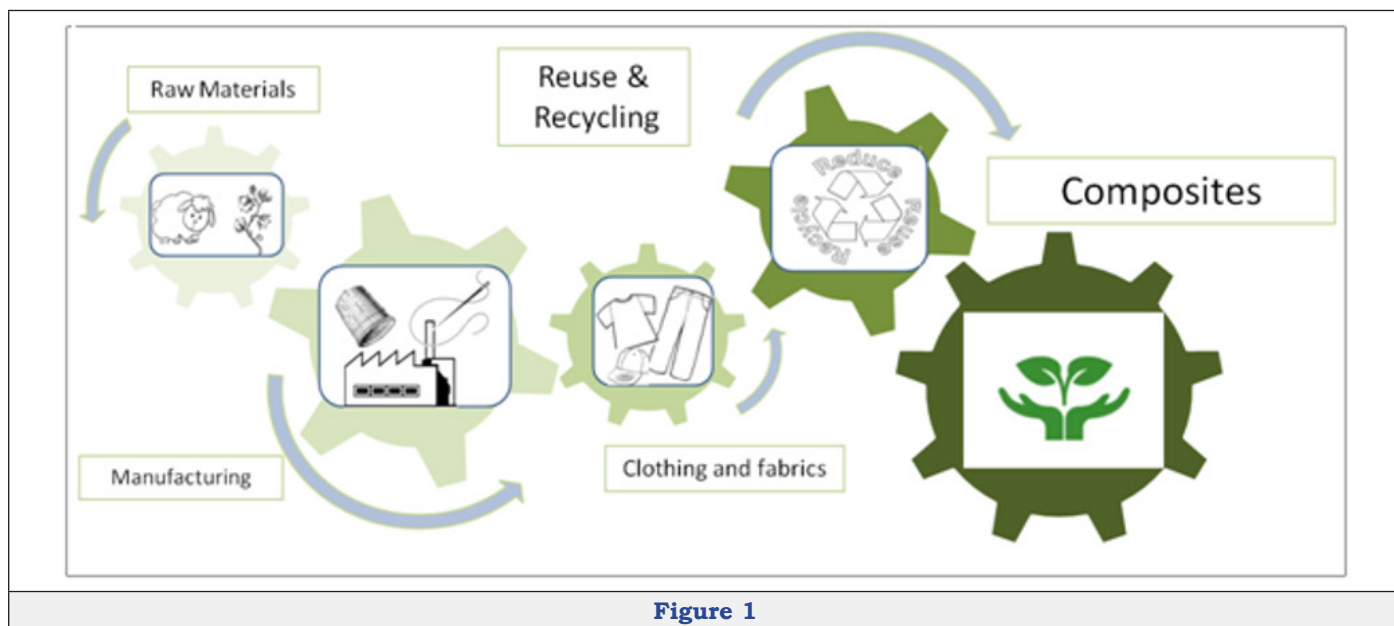 Raw Materials
Reuse &
Recycling
Composites
Reduce
Reuse
Recycle
Manufacturing
Clothing and fabrics
Figure 1